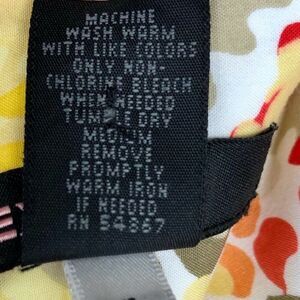 MACHINE
WASH WARM
WITH LIKE COLORS
ONLY NON-
CHLORINE BLEACH
WHEN NEEDED
TUMBLE DRY
MEDIUM
REMOVE
PROMPTLY
WARM IRON
IF NEEDED
RN 54867